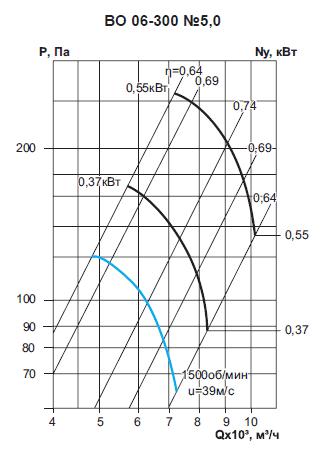 ВО 06-300 №5,0
Р, Па
Ny, кВт
η=0,64
0,69
0,55кВт
0,74
200
0,69
0,37кВт
0,64
0,55
100
90
0,37
80
70
1500об/мин
u=39м/с
4 5 6 7 8 9 10
Qх10³, м³/ч